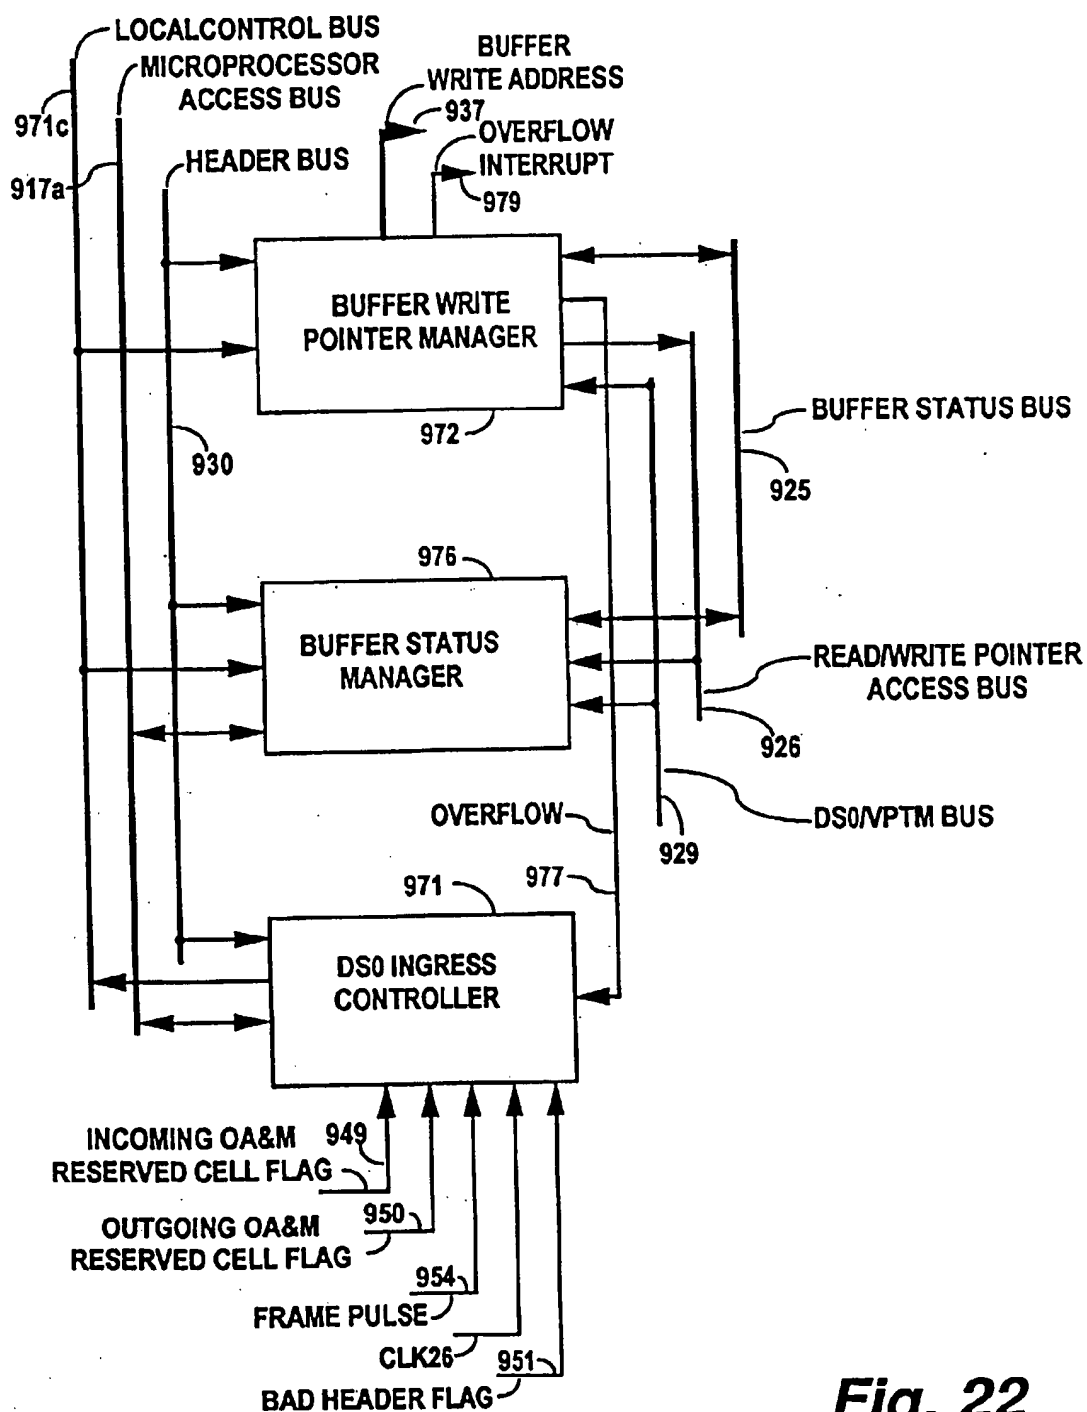 LOCALCONTROL BUS
MICROPROCESSOR
ACCESS BUS
971c
917a
HEADER BUS
BUFFER
WRITE ADDRESS
937
OVERFLOW
INTERRUPT
979
BUFFER WRITE
POINTER MANAGER
972
930
BUFFER STATUS BUS
925
976
BUFFER STATUS
MANAGER
READ/WRITE POINTER
ACCESS BUS
926
DS0/VPTM BUS
929
OVERFLOW
977
971
DS0 INGRESS
CONTROLLER
INCOMING OA&M
RESERVED CELL FLAG
949
OUTGOING OA&M
RESERVED CELL FLAG
950
954
FRAME PULSE
CLK26
951
BAD HEADER FLAG
Fig. 22